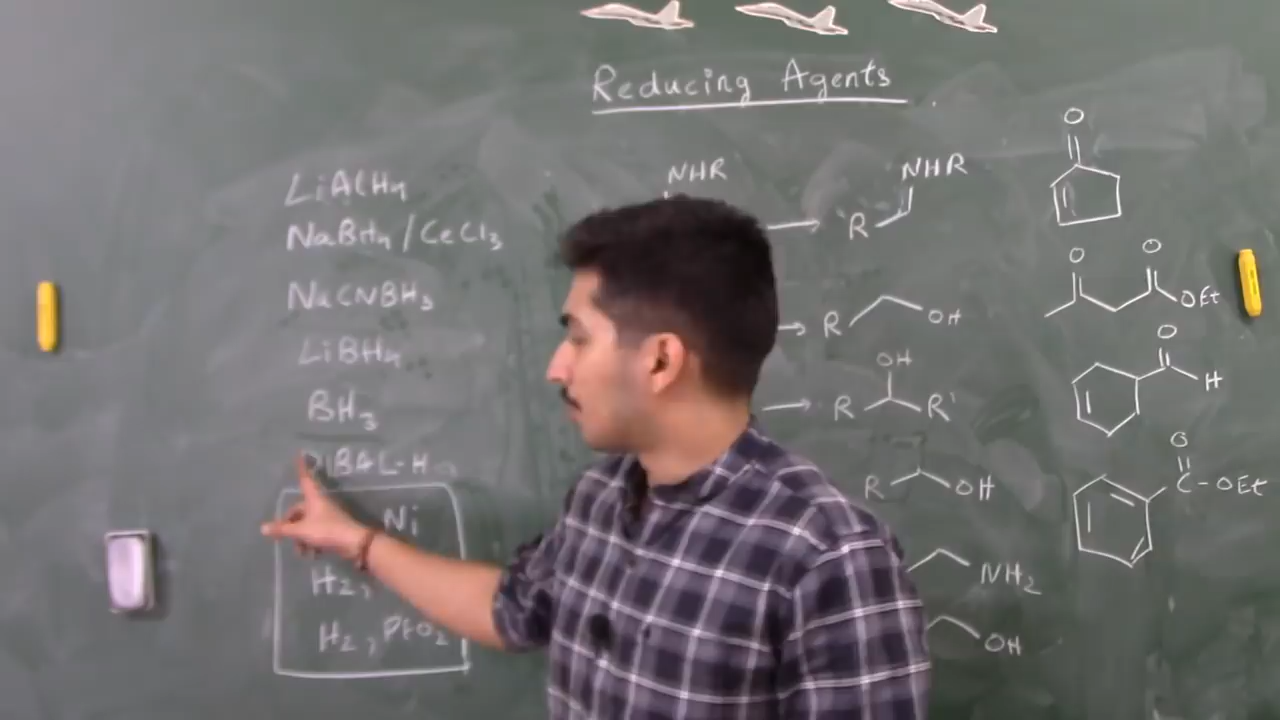 Reducing Agents
LiAlH4
NaBH4/CeCl3
NaCNBH3
LiBH4
BH3
DIBAL-H
Ni
H2,
H2, PtO2
NHR
NHR
R
R OH
OH
R R'
R OH
NH2
OH
O
O O
OEt
O
H
O
C-OEt